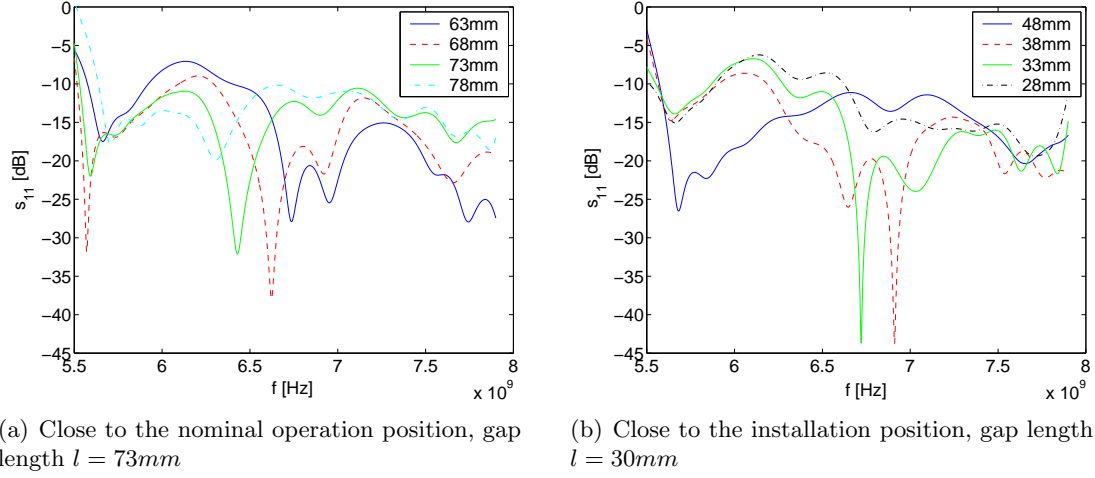 0
−5
−10
−15
−20
−25
−30
−35
−40
−45
s11 [dB]
5.5 6 6.5 7 7.5 8
f [Hz]
x 10^9
63mm
68mm
73mm
78mm
(a) Close to the nominal operation position, gap
length l = 73mm
0
−5
−10
−15
−20
−25
−30
−35
−40
−45
s11 [dB]
5.5 6 6.5 7 7.5 8
f [Hz]
x 10^9
48mm
38mm
33mm
28mm
(b) Close to the installation position, gap length
l = 30mm